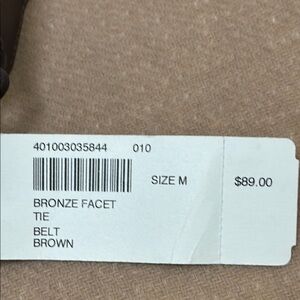 401003035844 010
SIZE M $89.00
BRONZE FACET
TIE
BELT
BROWN